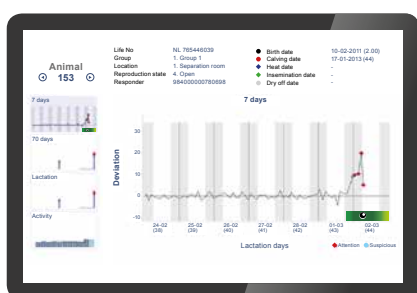 Animal
153
Life No NL 765446039
Group 1. Group 1
Location 1. Separation room
Reproduction state 4. Open
Responder 984000000780698
Birth date 10-02-2011 (2.00)
Calving date 17-01-2013 (44)
Heat date -
Insemination date -
Dry off date -
7 days
70 days
Lactation
Activity
7 days
Deviation
30
20
10
0
-10
24-02 25-02 26-02 27-02 28-02 01-03 02-03
(38) (39) (40) (41) (42) (43) (44)
Lactation days
Attention Suspicious